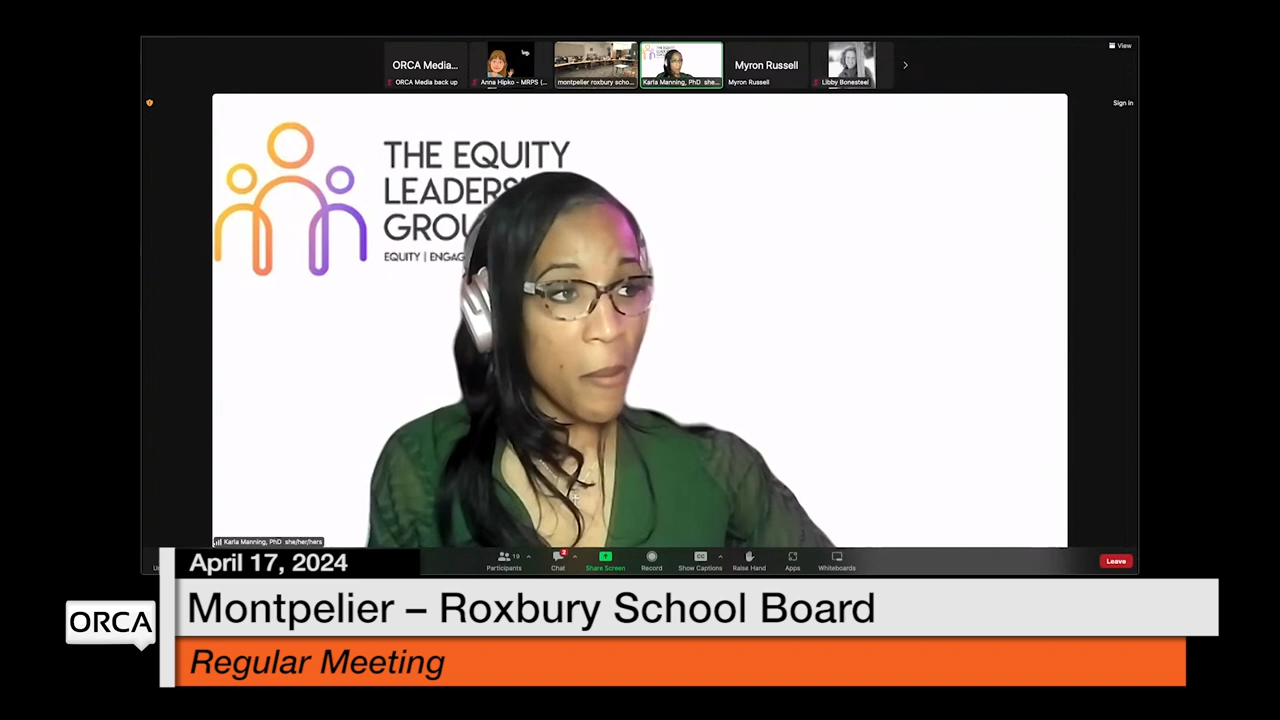 View
ORCA Media...
ORCA Media back up
Anna Hipko - MRPS (...
montpelier roxbury scho...
Karla Manning, PhD she...
Myron Russell
Myron Russell
Libby Bonesteel
Sign in
THE EQUITY
LEADERS
GROU
EQUITY | ENGAG
Karla Manning, PhD she/her/hers
Participants
19
Chat
2
Share Screen
Record
CC
Show Captions
Raise Hand
Apps
Whiteboards
Leave
April 17, 2024
ORCA
Montpelier – Roxbury School Board
Regular Meeting